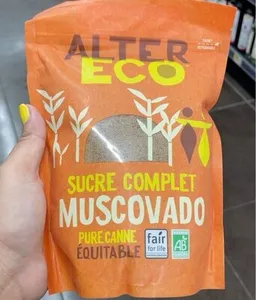 ALTER
ECO
SUCRE COMPLET
MUSCOVADO
PURE CANNE
ÉQUITABLE
fair
for life
AB